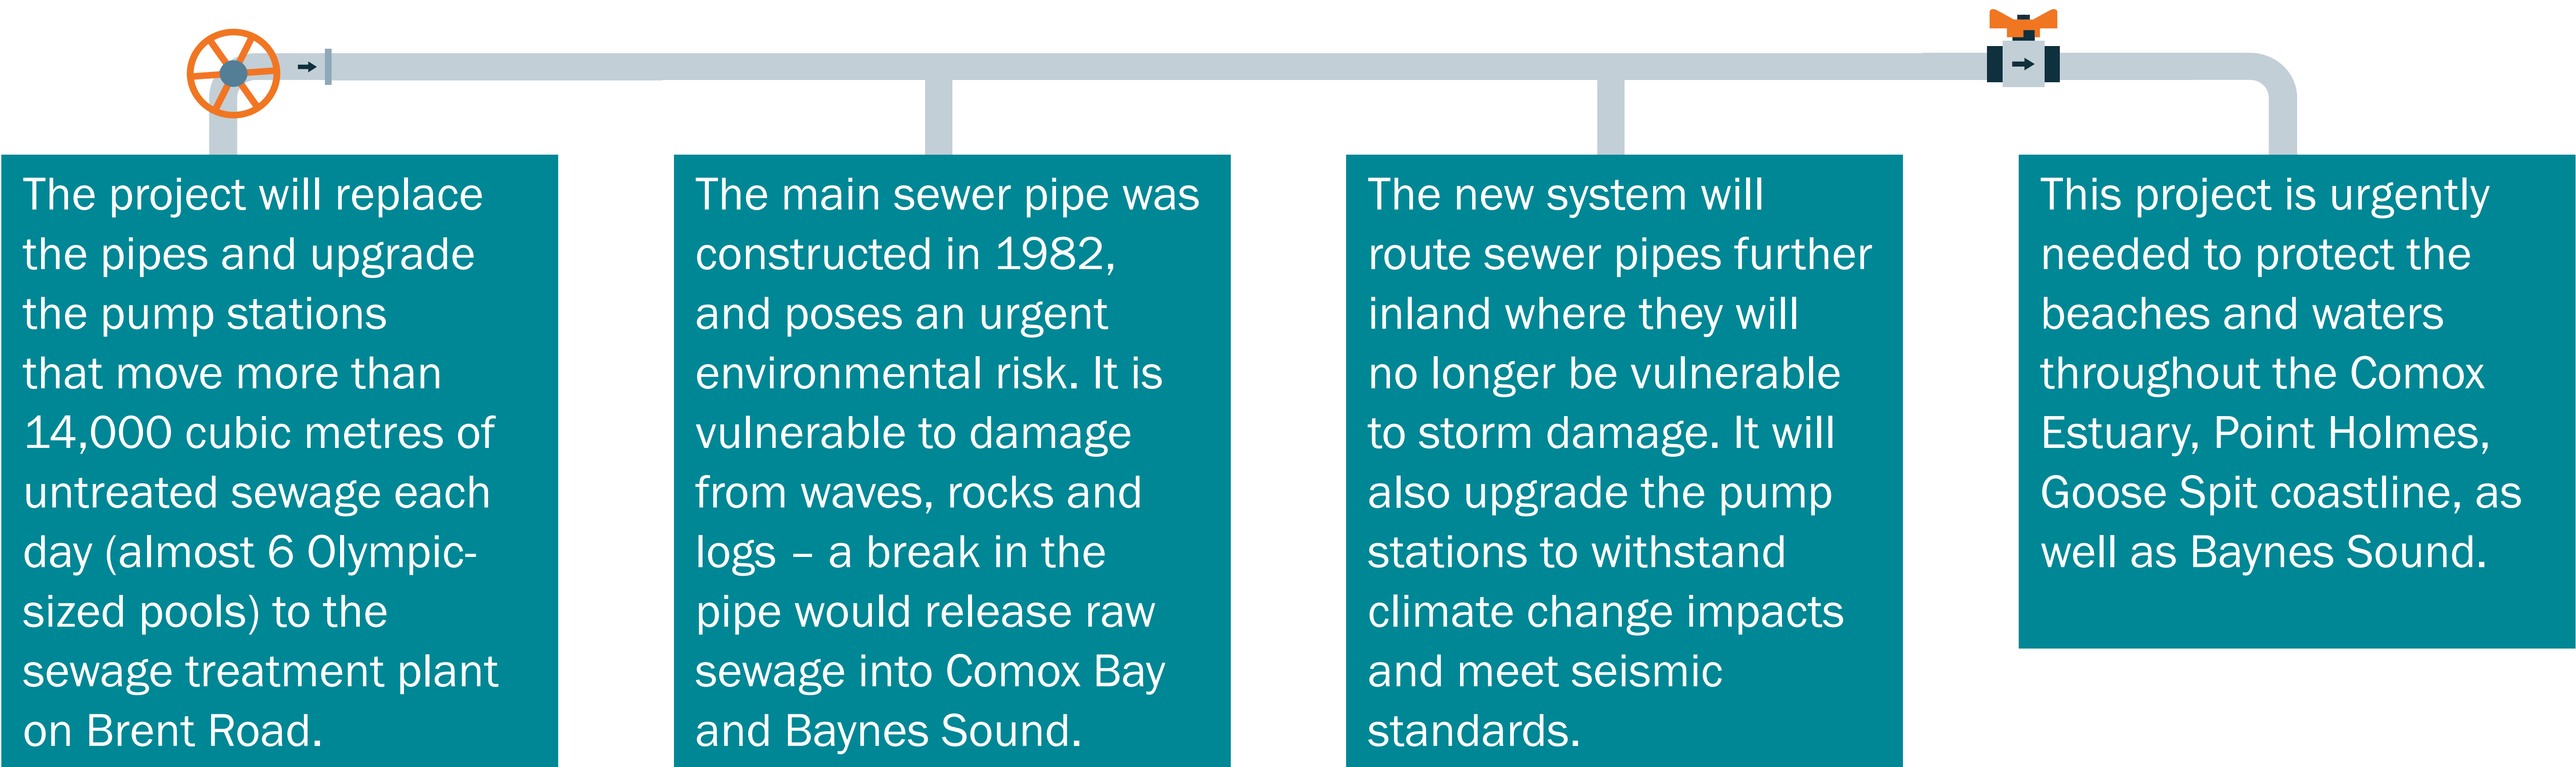 The project will replace
the pipes and upgrade
the pump stations
that move more than
14,000 cubic metres of
untreated sewage each
day (almost 6 Olympic-
sized pools) to the
sewage treatment plant
on Brent Road.
The main sewer pipe was
constructed in 1982,
and poses an urgent
environmental risk. It is
vulnerable to damage
from waves, rocks and
logs – a break in the
pipe would release raw
sewage into Comox Bay
and Baynes Sound.
The new system will
route sewer pipes further
inland where they will
no longer be vulnerable
to storm damage. It will
also upgrade the pump
stations to withstand
climate change impacts
and meet seismic
standards.
This project is urgently
needed to protect the
beaches and waters
throughout the Comox
Estuary, Point Holmes,
Goose Spit coastline, as
well as Baynes Sound.